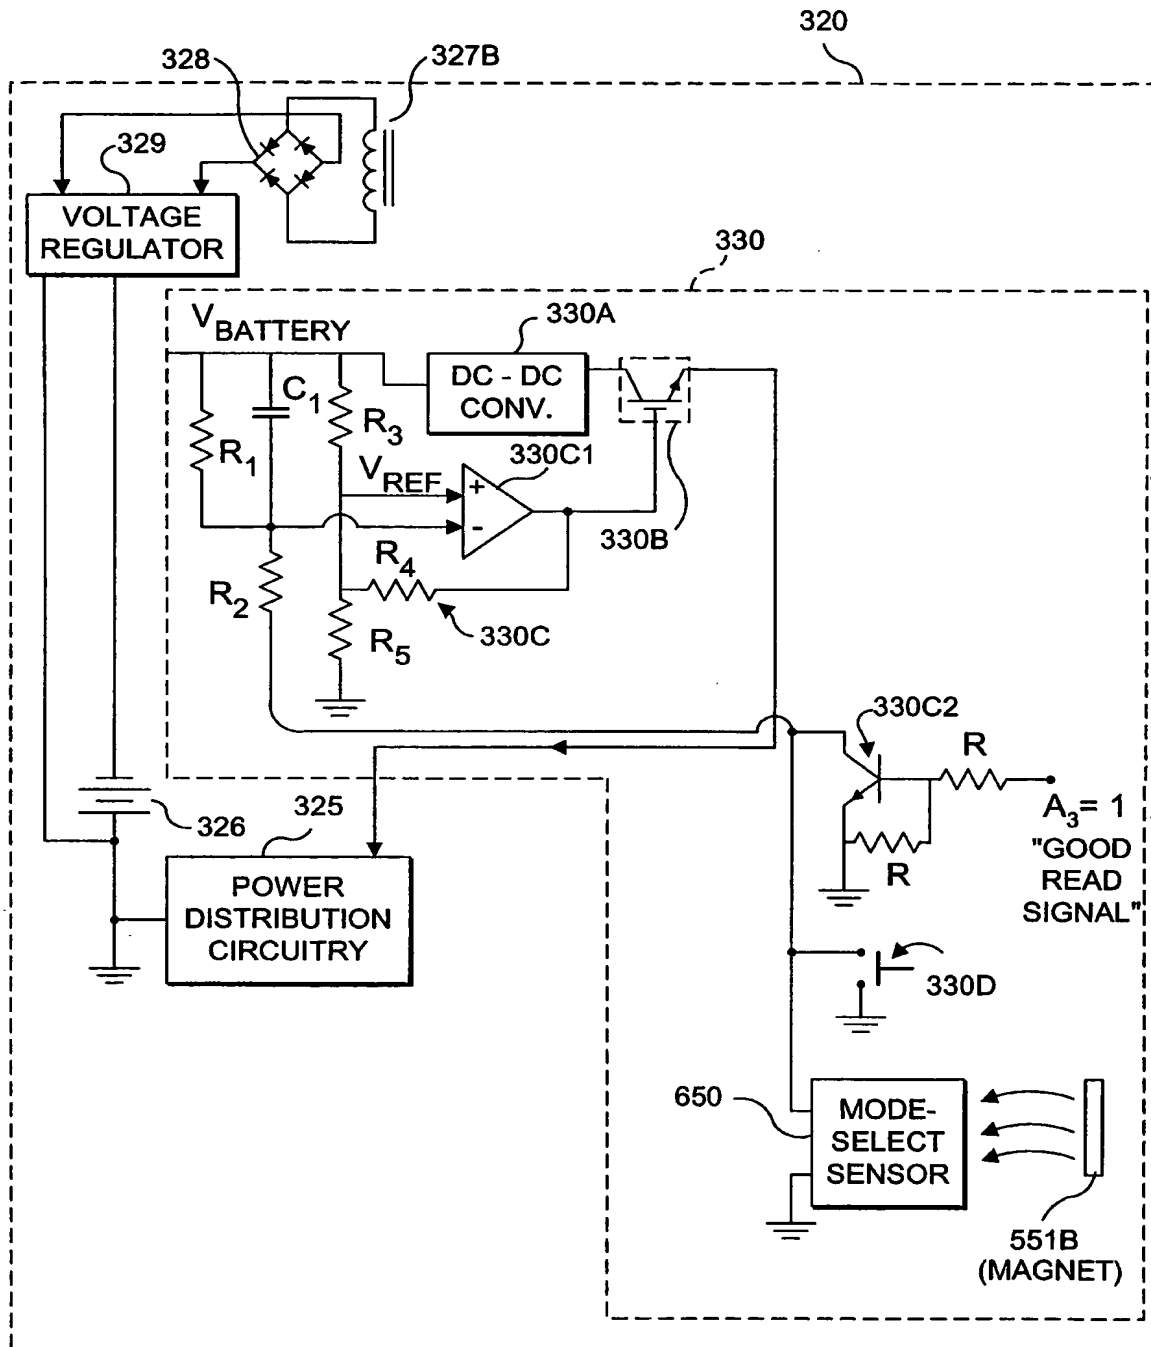 320
328
327B
329
VOLTAGE
REGULATOR
330
V BATTERY
330A
DC - DC
CONV.
C1
R3
R1
330C1
VREF
+
-
330B
R4
R2
330C
R5
330C2
R
A3= 1
"GOOD
READ
SIGNAL"
R
326
325
POWER
DISTRIBUTION
CIRCUITRY
330D
650
MODE-
SELECT
SENSOR
551B
(MAGNET)